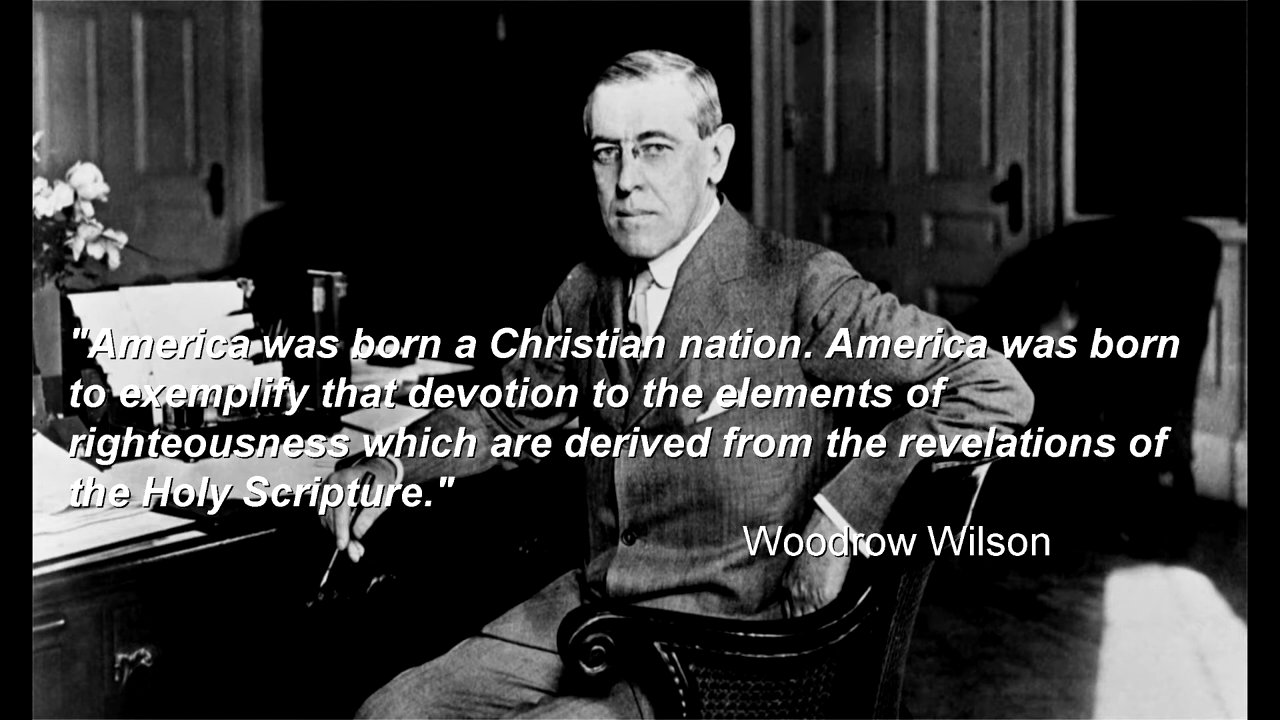 "America was born a Christian nation. America was born
to exemplify that devotion to the elements of
righteousness which are derived from the revelations of
the Holy Scripture."
Woodrow Wilson